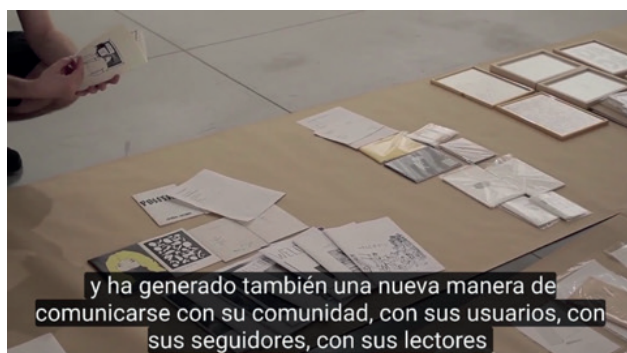 y ha generado también una nueva manera de
comunicarse con su comunidad, con sus usuarios, con
sus seguidores, con sus lectores